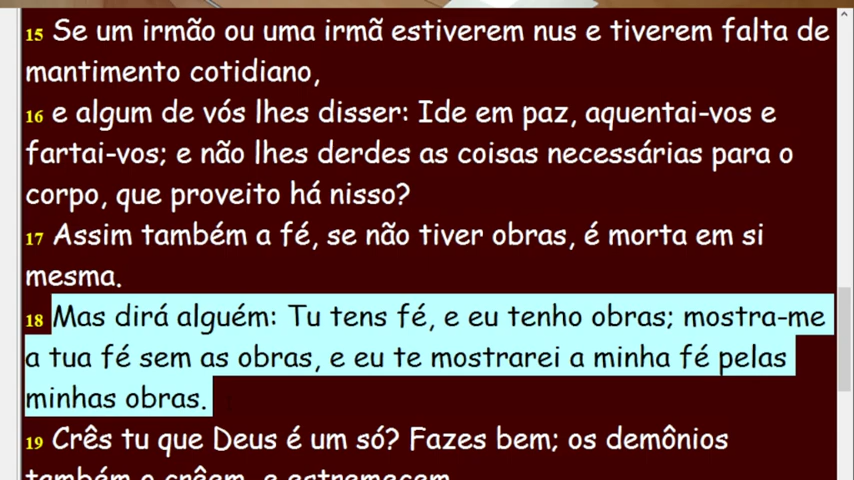 15 Se um irmão ou uma irmã estiverem nus e tiverem falta de
mantimento cotidiano,
16 e algum de vós lhes disser: Ide em paz, aquentai-vos e
fartai-vos; e não lhes derdes as coisas necessárias para o
corpo, que proveito há nisso?
17 Assim também a fé, se não tiver obras, é morta em si
mesma.
18 Mas dirá alguém: Tu tens fé, e eu tenho obras; mostra-me
a tua fé sem as obras, e eu te mostrarei a minha fé pelas
minhas obras.
19 Crês tu que Deus é um só? Fazes bem; os demônios
também o crêem, e estremecem